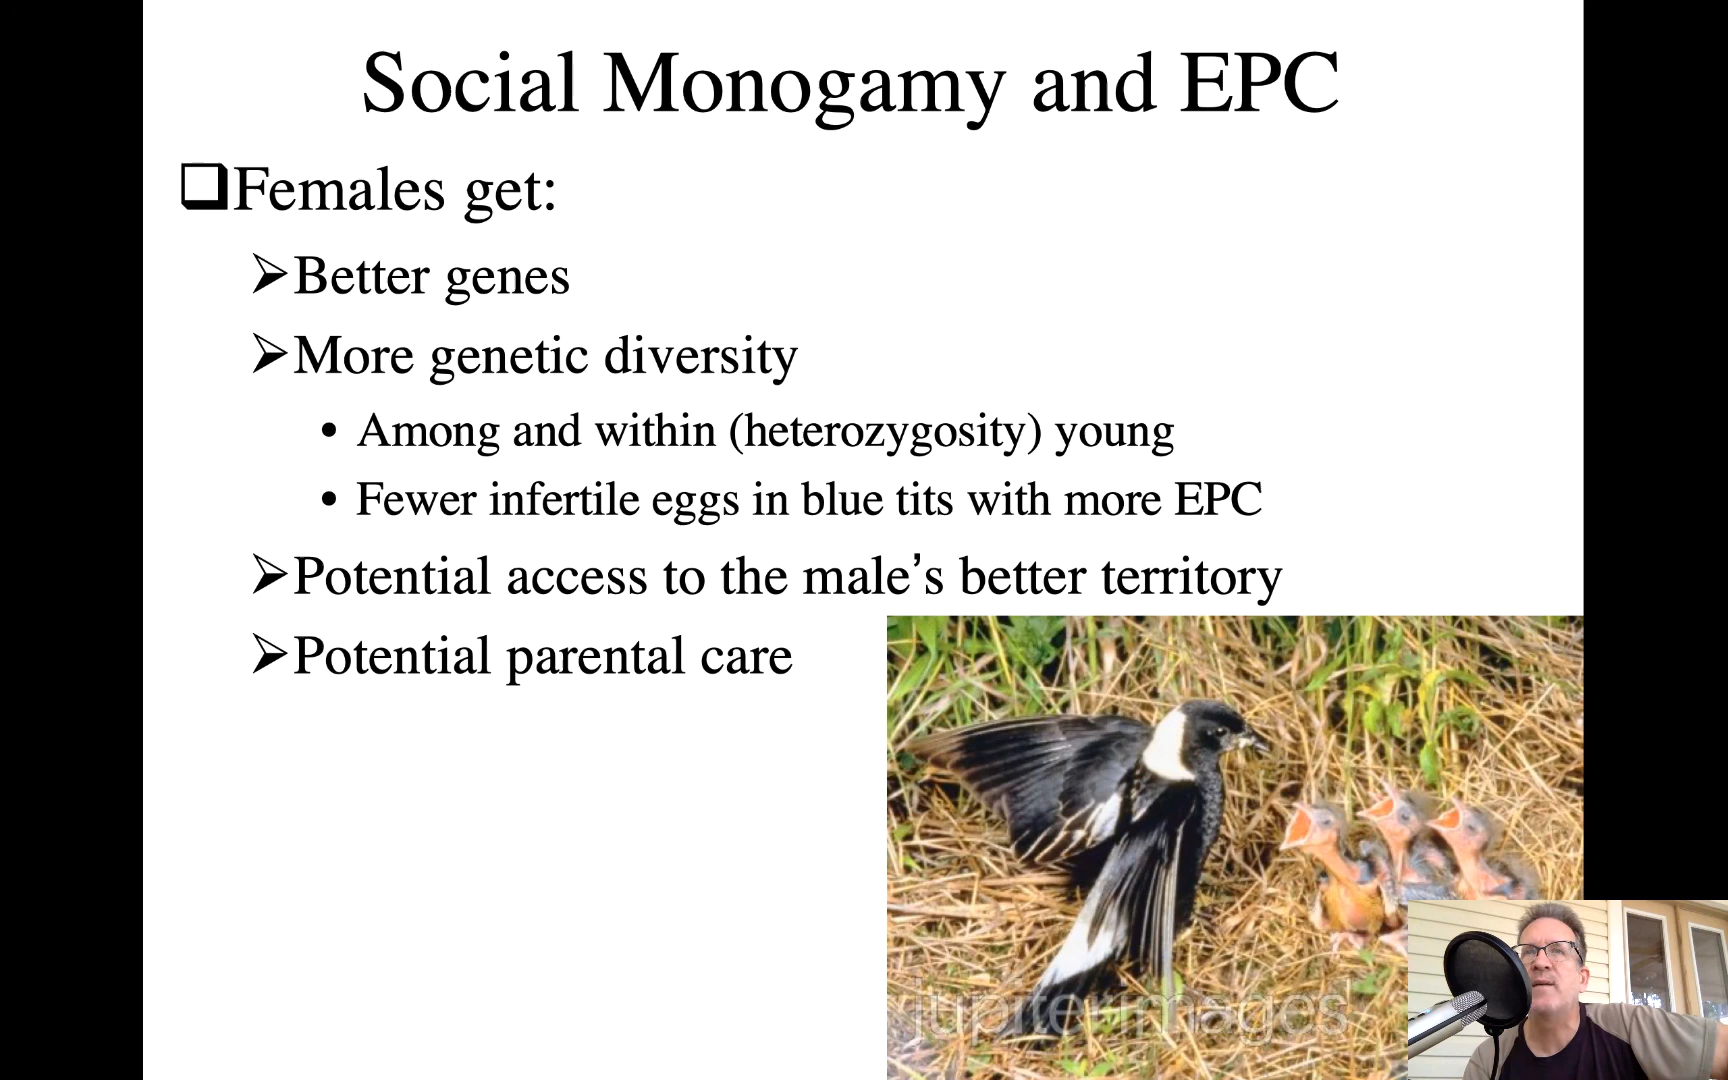 Social Monogamy and EPC
❑Females get:
➢Better genes
➢More genetic diversity
• Among and within (heterozygosity) young
• Fewer infertile eggs in blue tits with more EPC
➢Potential access to the male’s better territory
➢Potential parental care
jupiterimages